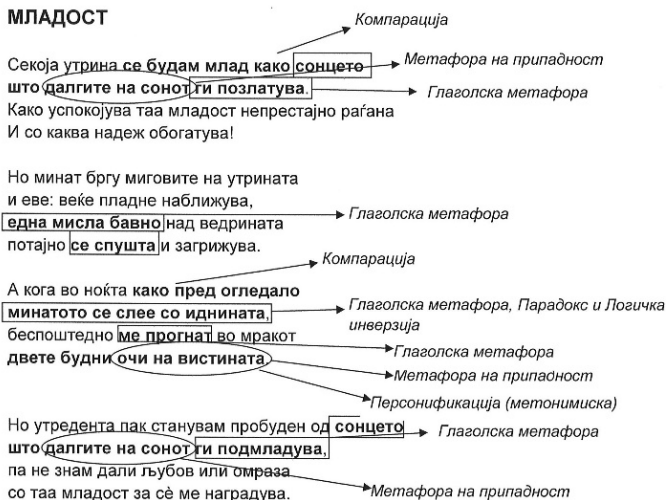 МЛАДОСТ
Компарација
Секоја утрина се будам млад како сонцето
Метафора на припадност
што далгите на сонот ги позлатува.
Глаголска метафора
Како успокојува таа младост непрестајно раѓана
И со каква надеж обогатува!
Но минат бргу миговите на утрината
и еве: веќе пладне наближува,
една мисла бавно над ведрината
Глаголска метафора
потајно се спушта и загрижува.
Компарација
А кога во ноќта како пред огледало
минатото се слее со иднината,
Глаголска метафора, Парадокс и Логичка
инверзија
беспоштедно ме прогнат во мракот
Глаголска метафора
двете будни очи на вистината,
Метафора на припадност
Персонификација (метонимиска)
Но утредента пак станувам пробуден од сонцето
Глаголска метафора
што далгите на сонот ги подмладува,
па не знам дали љубов или омраза
со таа младост за сѐ ме наградува.
Метафора на припадност